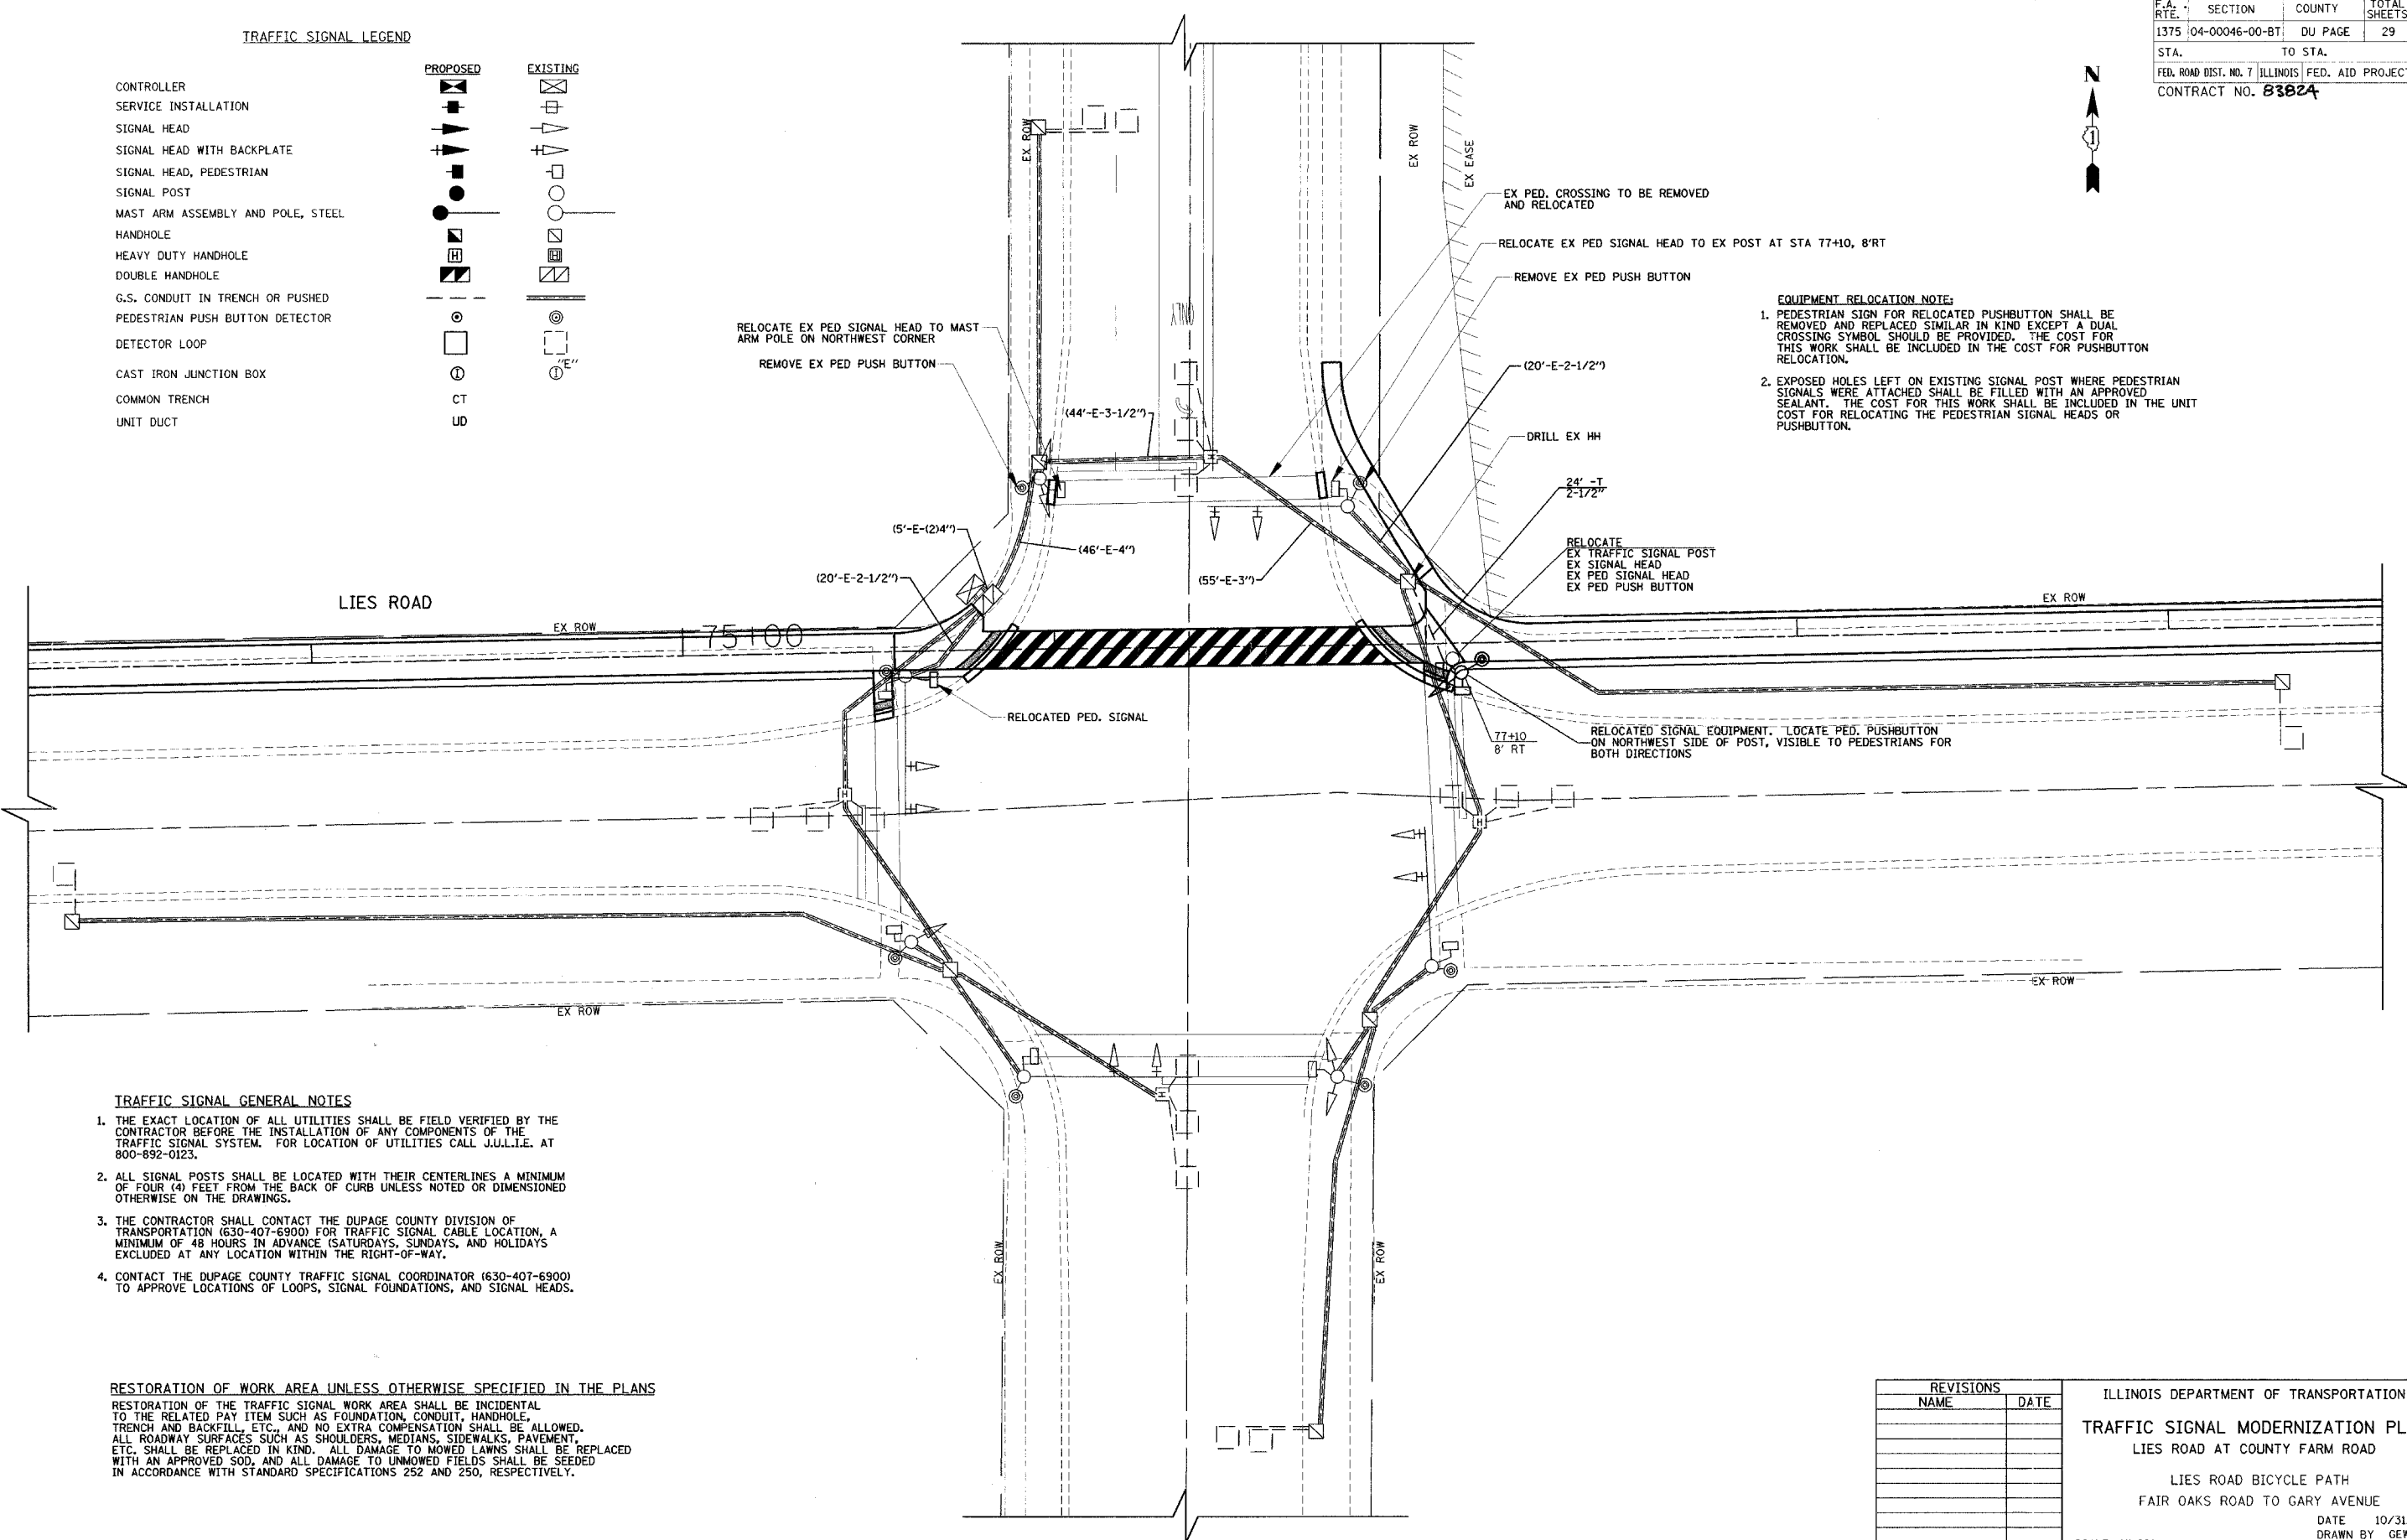 TRAFFIC SIGNAL LEGEND
PROPOSED EXISTING
CONTROLLER
SERVICE INSTALLATION
SIGNAL HEAD
SIGNAL HEAD WITH BACKPLATE
SIGNAL HEAD, PEDESTRIAN
SIGNAL POST
MAST ARM ASSEMBLY AND POLE, STEEL
HANDHOLE
HEAVY DUTY HANDHOLE H H
DOUBLE HANDHOLE
G.S. CONDUIT IN TRENCH OR PUSHED
PEDESTRIAN PUSH BUTTON DETECTOR
DETECTOR LOOP
CAST IRON JUNCTION BOX I I "E"
COMMON TRENCH CT
UNIT DUCT UD
F.A. RTE. SECTION COUNTY TOTAL SHEETS
1375 04-00046-00-BT DU PAGE 29
STA. TO STA.
FED. ROAD DIST. NO. 7 ILLINOIS FED. AID PROJECT
CONTRACT NO. 83824
N
1
EX ROW
EX ROW
EX EASE
EX PED. CROSSING TO BE REMOVED
AND RELOCATED
RELOCATE EX PED SIGNAL HEAD TO EX POST AT STA 77+10, 8'RT
REMOVE EX PED PUSH BUTTON
EQUIPMENT RELOCATION NOTE:
1. PEDESTRIAN SIGN FOR RELOCATED PUSHBUTTON SHALL BE
REMOVED AND REPLACED SIMILAR IN KIND EXCEPT A DUAL
CROSSING SYMBOL SHOULD BE PROVIDED. THE COST FOR
THIS WORK SHALL BE INCLUDED IN THE COST FOR PUSHBUTTON
RELOCATION.
2. EXPOSED HOLES LEFT ON EXISTING SIGNAL POST WHERE PEDESTRIAN
SIGNALS WERE ATTACHED SHALL BE FILLED WITH AN APPROVED
SEALANT. THE COST FOR THIS WORK SHALL BE INCLUDED IN THE UNIT
COST FOR RELOCATING THE PEDESTRIAN SIGNAL HEADS OR
PUSHBUTTON.
ONLY
RELOCATE EX PED SIGNAL HEAD TO MAST
ARM POLE ON NORTHWEST CORNER
REMOVE EX PED PUSH BUTTON
(44'-E-3-1/2")
(20'-E-2-1/2")
DRILL EX HH
H
24' -T
2-1/2"
(5'-E-(2)4")
(46'-E-4")
(20'-E-2-1/2")
(55'-E-3")
RELOCATE
EX TRAFFIC SIGNAL POST
EX SIGNAL HEAD
EX PED SIGNAL HEAD
EX PED PUSH BUTTON
LIES ROAD
EX ROW
75+00
EX ROW
RELOCATED PED. SIGNAL
77+10
8' RT
RELOCATED SIGNAL EQUIPMENT. LOCATE PED. PUSHBUTTON
ON NORTHWEST SIDE OF POST, VISIBLE TO PEDESTRIANS FOR
BOTH DIRECTIONS
H
H
EX ROW
EX ROW
H
EX ROW
EX ROW
TRAFFIC SIGNAL GENERAL NOTES
1. THE EXACT LOCATION OF ALL UTILITIES SHALL BE FIELD VERIFIED BY THE
CONTRACTOR BEFORE THE INSTALLATION OF ANY COMPONENTS OF THE
TRAFFIC SIGNAL SYSTEM. FOR LOCATION OF UTILITIES CALL J.U.L.I.E. AT
800-892-0123.
2. ALL SIGNAL POSTS SHALL BE LOCATED WITH THEIR CENTERLINES A MINIMUM
OF FOUR (4) FEET FROM THE BACK OF CURB UNLESS NOTED OR DIMENSIONED
OTHERWISE ON THE DRAWINGS.
3. THE CONTRACTOR SHALL CONTACT THE DUPAGE COUNTY DIVISION OF
TRANSPORTATION (630-407-6900) FOR TRAFFIC SIGNAL CABLE LOCATION, A
MINIMUM OF 48 HOURS IN ADVANCE (SATURDAYS, SUNDAYS, AND HOLIDAYS
EXCLUDED AT ANY LOCATION WITHIN THE RIGHT-OF-WAY.
4. CONTACT THE DUPAGE COUNTY TRAFFIC SIGNAL COORDINATOR (630-407-6900)
TO APPROVE LOCATIONS OF LOOPS, SIGNAL FOUNDATIONS, AND SIGNAL HEADS.
RESTORATION OF WORK AREA UNLESS OTHERWISE SPECIFIED IN THE PLANS
RESTORATION OF THE TRAFFIC SIGNAL WORK AREA SHALL BE INCIDENTAL
TO THE RELATED PAY ITEM SUCH AS FOUNDATION, CONDUIT, HANDHOLE,
TRENCH AND BACKFILL, ETC., AND NO EXTRA COMPENSATION SHALL BE ALLOWED.
ALL ROADWAY SURFACES SUCH AS SHOULDERS, MEDIANS, SIDEWALKS, PAVEMENT,
ETC. SHALL BE REPLACED IN KIND. ALL DAMAGE TO MOWED LAWNS SHALL BE REPLACED
WITH AN APPROVED SOD, AND ALL DAMAGE TO UNMOWED FIELDS SHALL BE SEEDED
IN ACCORDANCE WITH STANDARD SPECIFICATIONS 252 AND 250, RESPECTIVELY.
REVISIONS
NAME DATE
ILLINOIS DEPARTMENT OF TRANSPORTATION
TRAFFIC SIGNAL MODERNIZATION PL
LIES ROAD AT COUNTY FARM ROAD
LIES ROAD BICYCLE PATH
FAIR OAKS ROAD TO GARY AVENUE
DATE 10/31
DRAWN BY